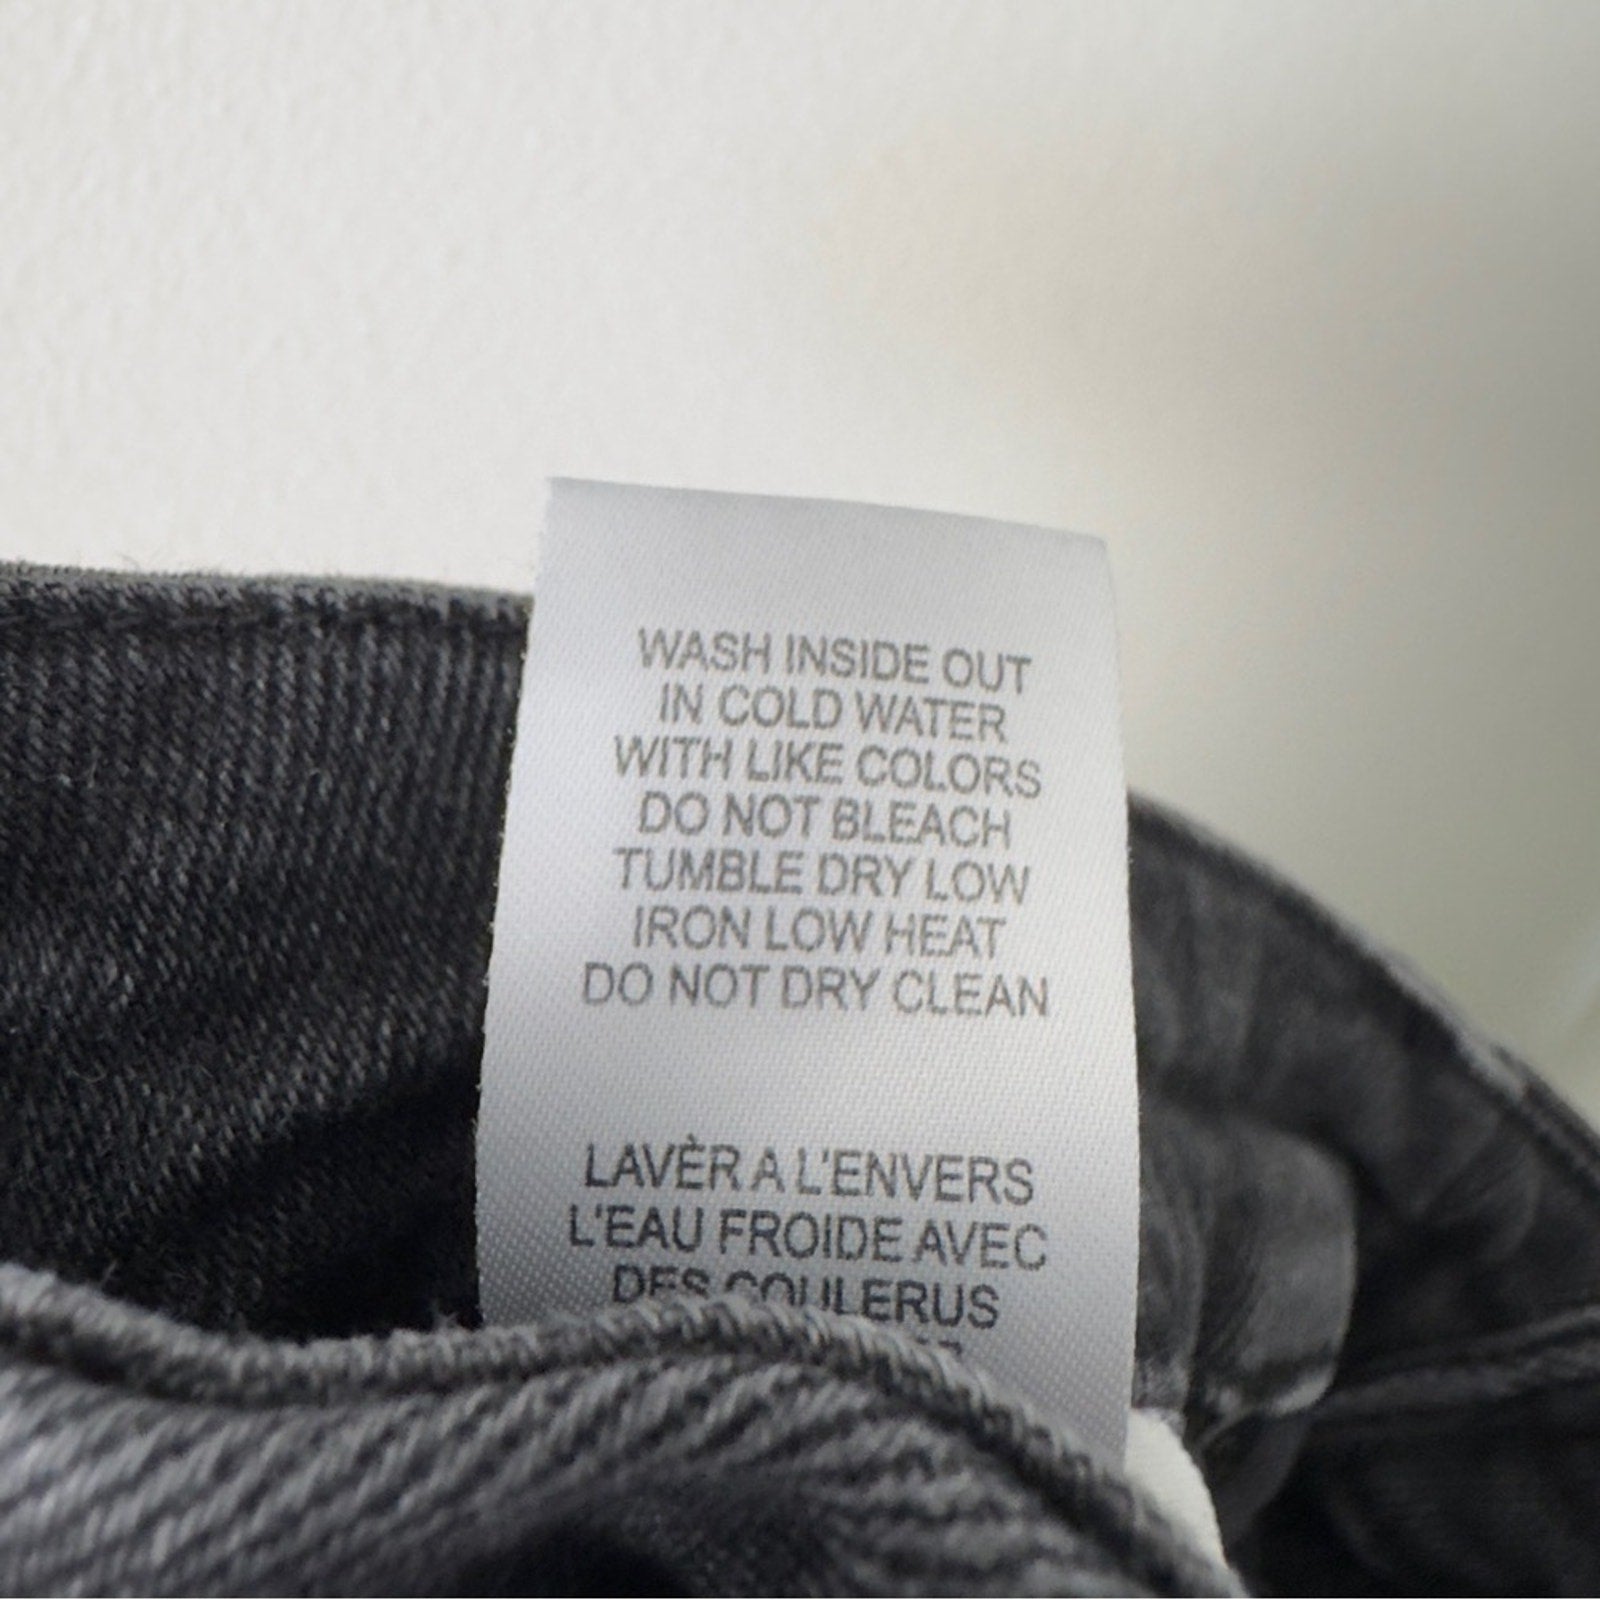 WASH INSIDE OUT
IN COLD WATER
WITH LIKE COLORS
DO NOT BLEACH
TUMBLE DRY LOW
IRON LOW HEAT
DO NOT DRY CLEAN
LAVÈR A L'ENVERS
L'EAU FROIDE AVEC
DES COULERUS